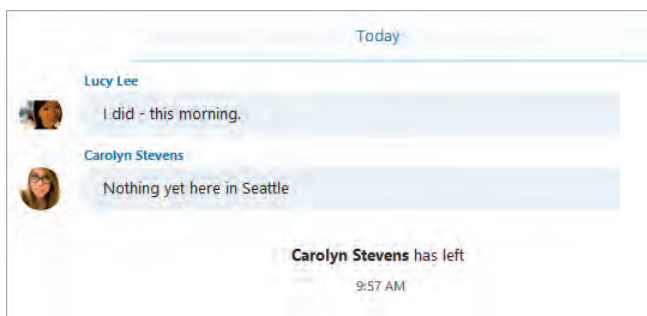 Today
Lucy Lee
I did - this morning.
Carolyn Stevens
Nothing yet here in Seattle
Carolyn Stevens has left
9:57 AM